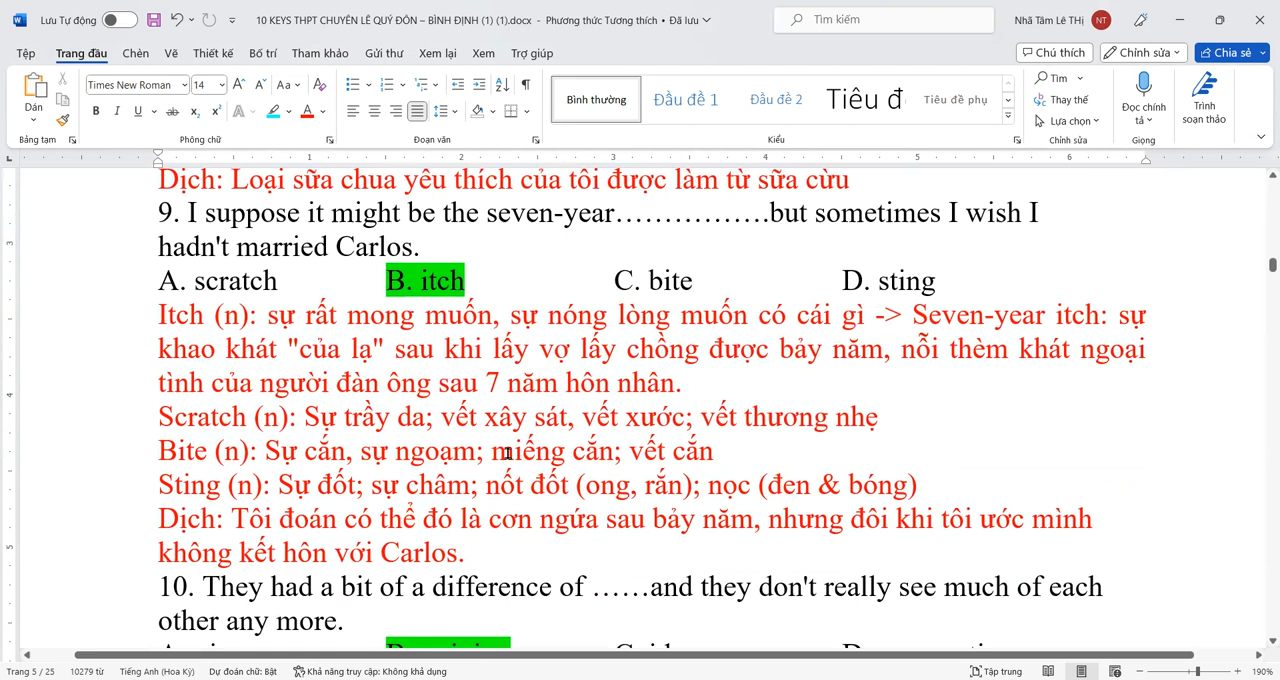 Lưu Tự động
10 KEYS THPT CHUYÊN LÊ QUÝ ĐÔN – BÌNH ĐỊNH (1) (1).docx - Phương thức Tương thích • Đã lưu
Tìm kiếm
Nhã Tâm Lê THị
NT
Tệp Trang đầu Chèn Vẽ Thiết kế Bố trí Tham khảo Gửi thư Xem lại Xem Trợ giúp
Chú thích
Chỉnh sửa
Chia sẻ
Dán
Times New Roman
14
Bình thường
Đầu đề 1
Đầu đề 2
Tiêu đ
Tiêu đề phụ
Tìm
Thay thế
Lựa chọn
Đọc chính tả
Trình soạn thảo
Bảng tạm
Phông chữ
Đoạn văn
Kiểu
Chỉnh sửa
Giọng
1 2 3 4 5 6
3
5
Dịch: Loại sữa chua yêu thích của tôi được làm từ sữa cừu
9. I suppose it might be the seven-year…………….but sometimes I wish I
hadn't married Carlos.
A. scratch B. itch C. bite D. sting
Itch (n): sự rất mong muốn, sự nóng lòng muốn có cái gì -> Seven-year itch: sự
khao khát "của lạ" sau khi lấy vợ lấy chồng được bảy năm, nỗi thèm khát ngoại
tình của người đàn ông sau 7 năm hôn nhân.
Scratch (n): Sự trầy da; vết xây sát, vết xước; vết thương nhẹ
Bite (n): Sự cắn, sự ngoạm; miếng cắn; vết cắn
Sting (n): Sự đốt; sự châm; nốt đốt (ong, rắn); nọc (đen & bóng)
Dịch: Tôi đoán có thể đó là cơn ngứa sau bảy năm, nhưng đôi khi tôi ước mình
không kết hôn với Carlos.
10. They had a bit of a difference of ……and they don't really see much of each
other any more.
Trang 5 / 25
10279 từ
Tiếng Anh (Hoa Kỳ)
Dự đoán chữ: Bật
Khả năng truy cập: Không khả dụng
Tập trung
190%